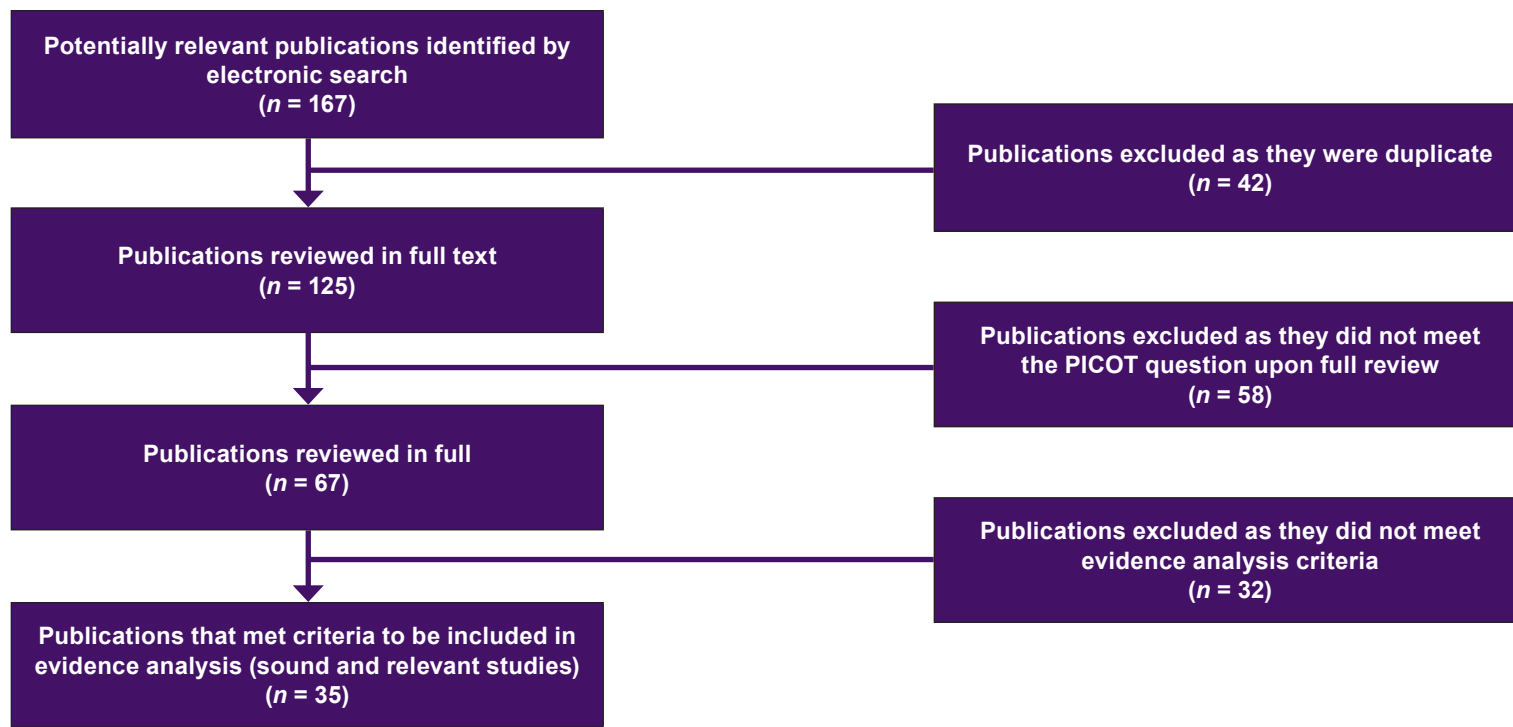 Potentially relevant publications identified by
electronic search
(n = 167)
Publications excluded as they were duplicate
(n = 42)
Publications reviewed in full text
(n = 125)
Publications excluded as they did not meet
the PICOT question upon full review
(n = 58)
Publications reviewed in full
(n = 67)
Publications excluded as they did not meet
evidence analysis criteria
(n = 32)
Publications that met criteria to be included in
evidence analysis (sound and relevant studies)
(n = 35)